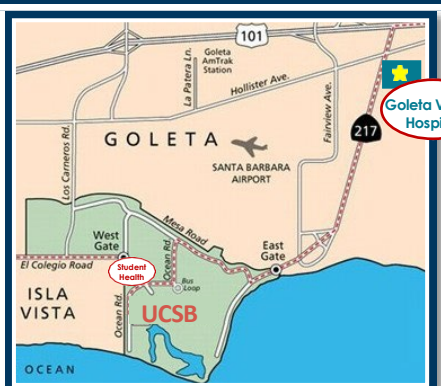 101
Goleta
AmTrak
Station
La Patera Ln.
Hollister Ave.
Goleta V
Hospi
Fairview Ave.
217
GOLETA
SANTA BARBARA
AIRPORT
Los Carneros Rd.
Mesa Road
West
Gate
East
Gate
El Colegio Road
Student
Health
Ocean Rd.
Bus
Loop
ISLA
VISTA
Ocean Rd.
UCSB
OCEAN